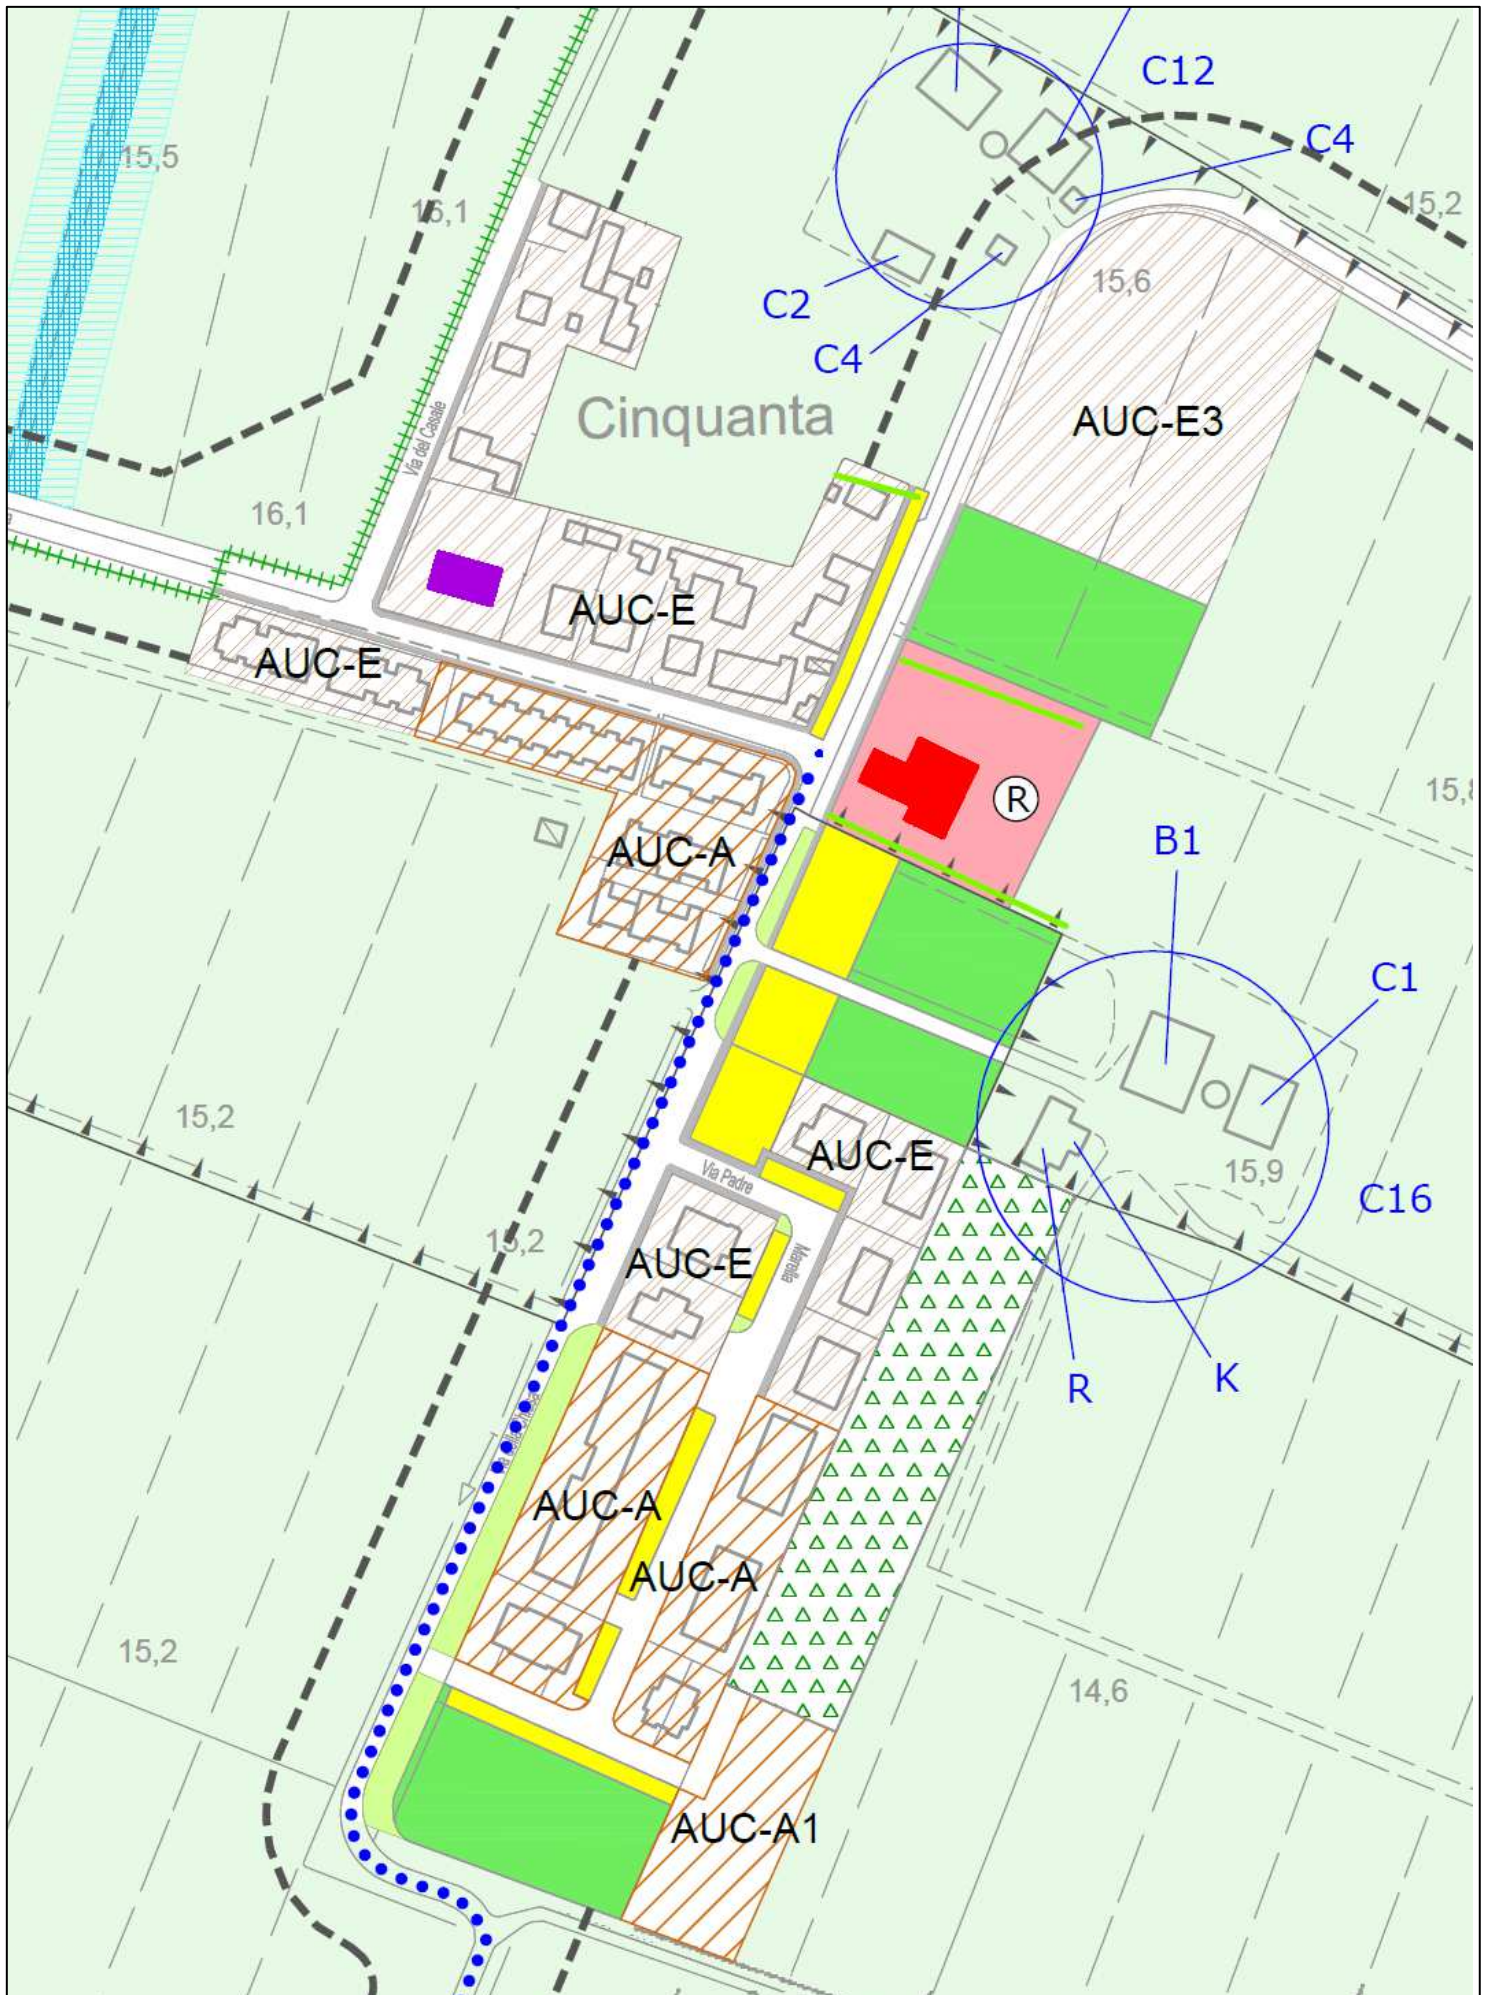 C12
C4
15,5
16,1
15,2
15,6
C2
C4
Cinquanta
AUC-E3
Via del Casale
16,1
AUC-E
AUC-E
R
15,8
B1
AUC-A
C1
15,2
AUC-E
Via Padre
Marella
15,9
C16
15,2
AUC-E
R
K
AUC-A
AUC-A
15,2
14,6
AUC-A1